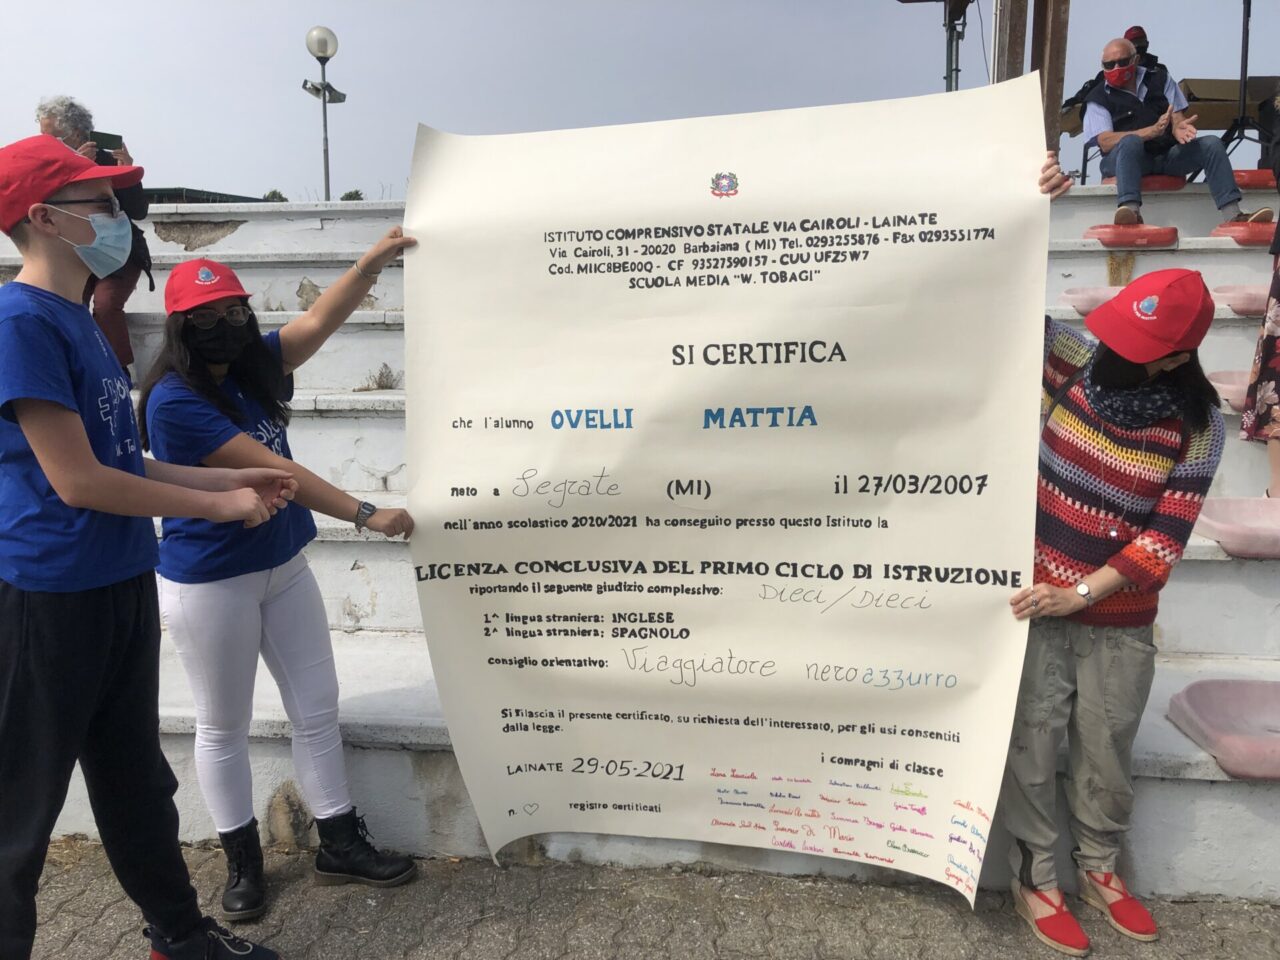 ISTITUTO COMPRENSIVO STATALE VIA CAIROLI - LAINATE
Via Cairoli, 31 - 20020 Barbaiana (MI) Tel. 0293255876 - Fax 0293551774
Cod. MIIC8BE00Q - CF 93527590157 - CUU UFZ5W7
SCUOLA MEDIA "W. TOBAGI"
SI CERTIFICA
che l'alunno OVELLI MATTIA
nato a Segrate (MI) il 27/03/2007
nell'anno scolastico 2020/2021 ha conseguito presso questo Istituto la
LICENZA CONCLUSIVA DEL PRIMO CICLO DI ISTRUZIONE
riportando il seguente giudizio complessivo: DIECI/DIECI
1^ lingua straniera: INGLESE
2^ lingua straniera: SPAGNOLO
consiglio orientativo: Viaggiatore neroazzurro
Si rilascia il presente certificato, su richiesta dell'interessato, per gli usi consentiti
dalla legge.
LAINATE 29-05-2021
i compagni di classe
n. ♡ registro certificati